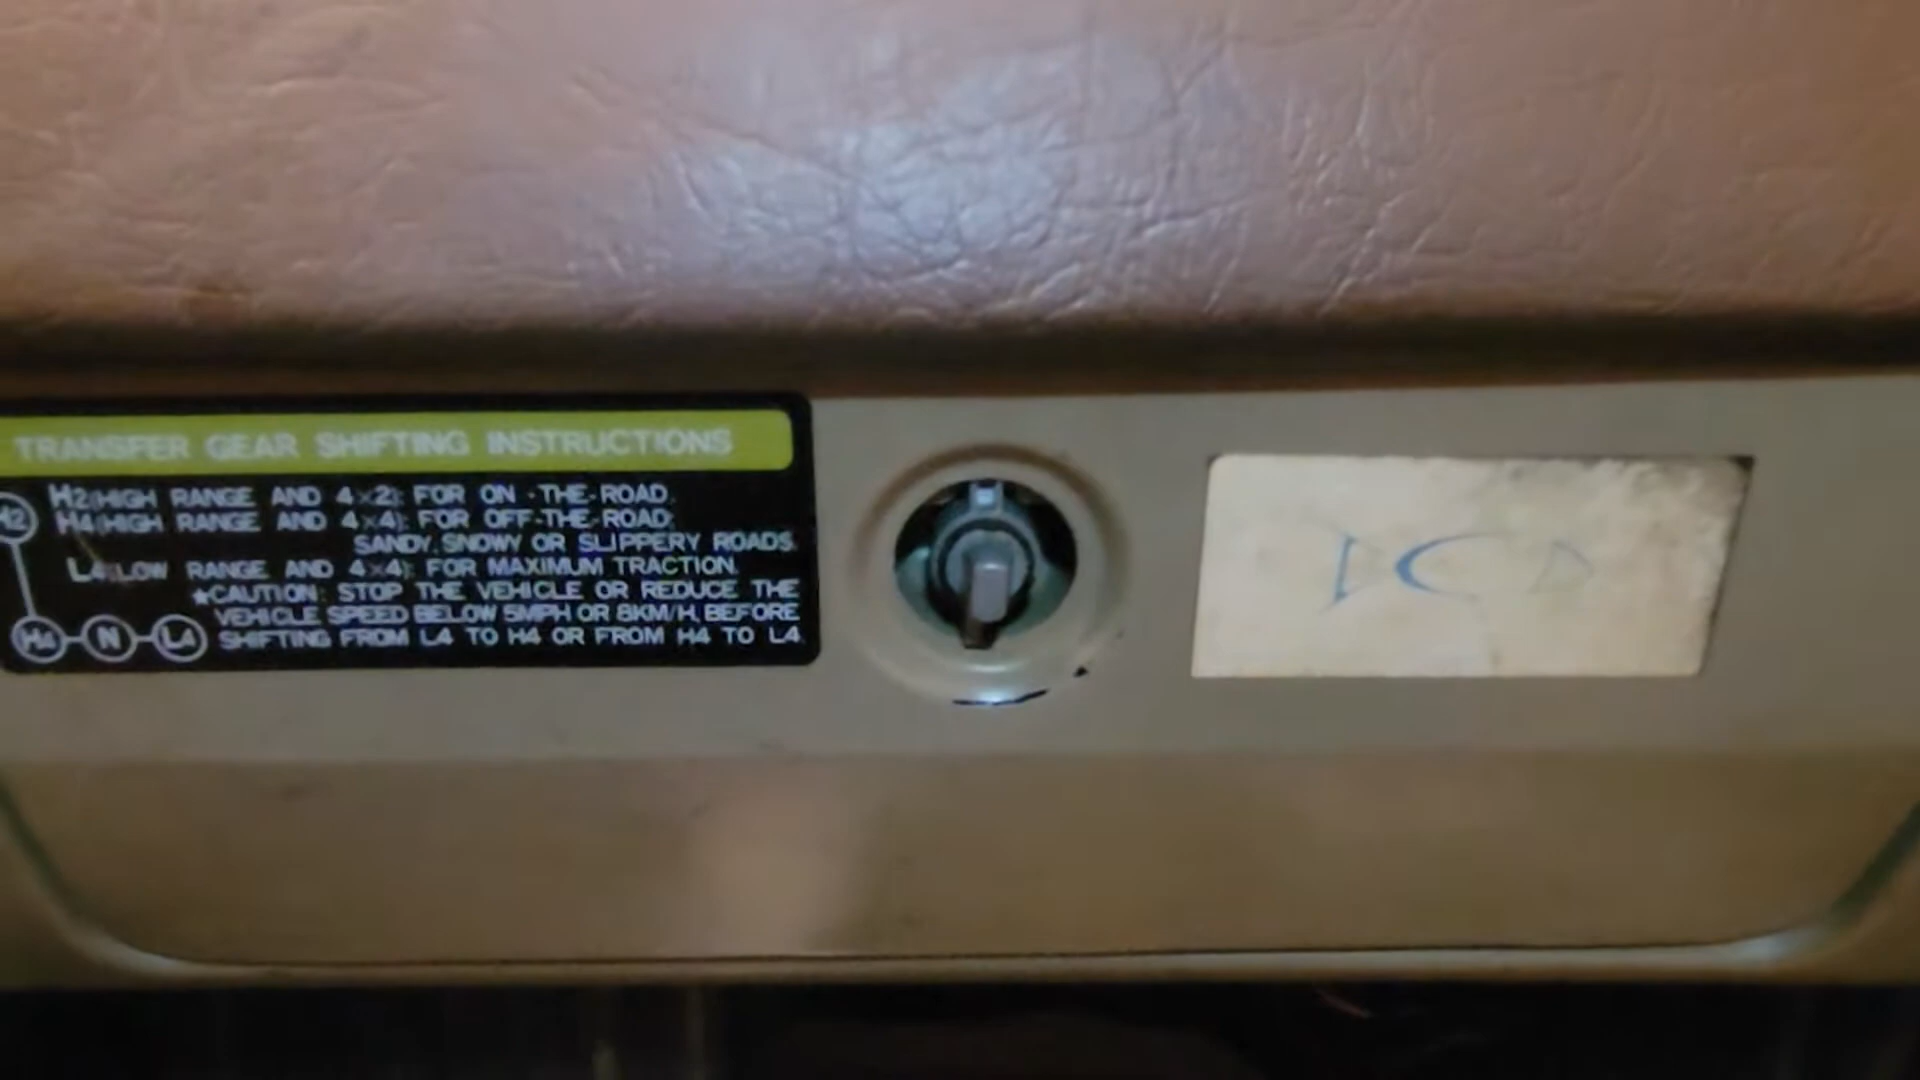 TRANSFER GEAR SHIFTING INSTRUCTIONS
H2(HIGH RANGE AND 4×2): FOR ON-THE-ROAD.
H4(HIGH RANGE AND 4×4): FOR OFF-THE-ROAD;
SANDY, SNOWY OR SLIPPERY ROADS.
L4(LOW RANGE AND 4×4): FOR MAXIMUM TRACTION.
★CAUTION: STOP THE VEHICLE OR REDUCE THE
VEHICLE SPEED BELOW 5MPH OR 8KM/H, BEFORE
SHIFTING FROM L4 TO H4 OR FROM H4 TO L4.
H2
H4 N L4